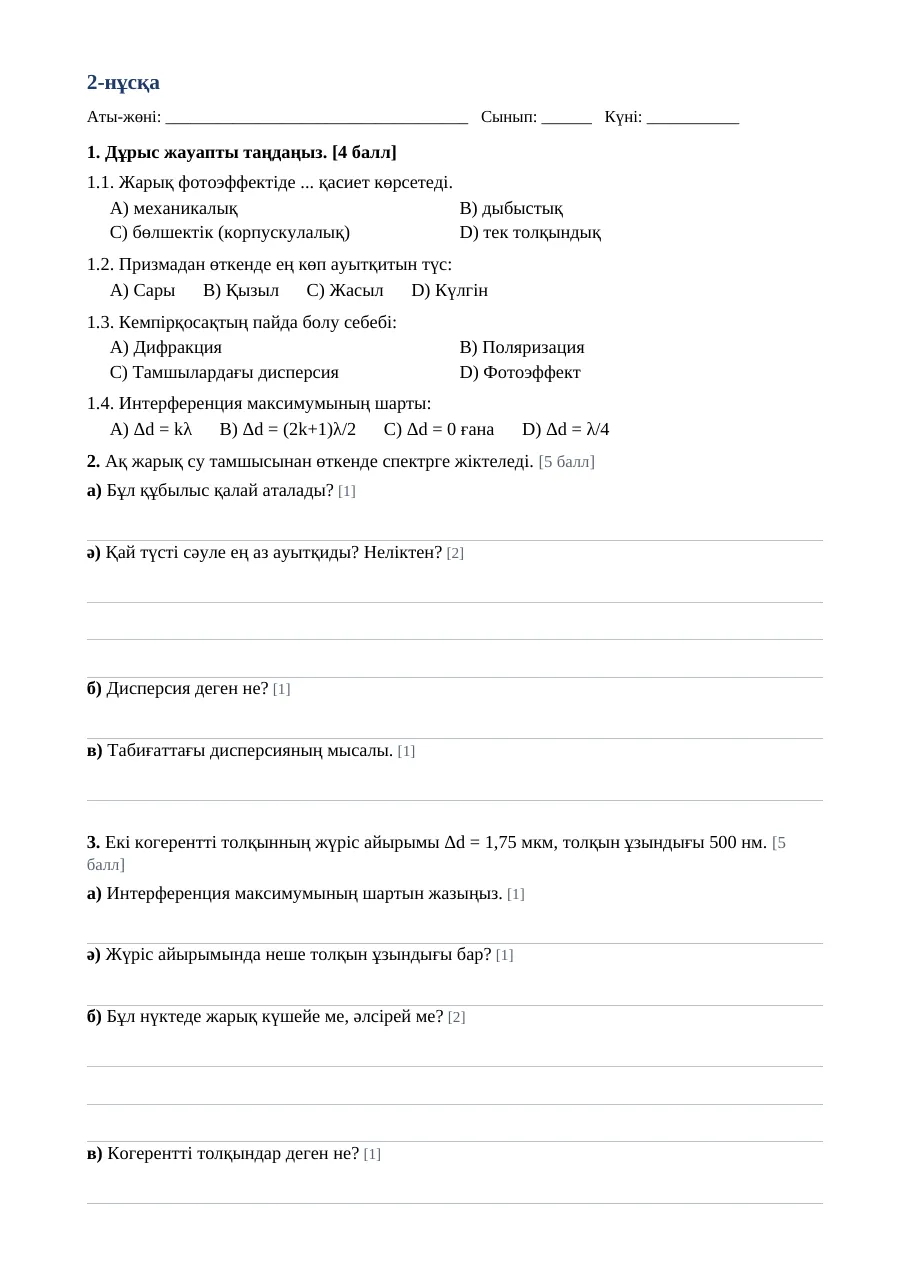 2-нұсқа
Аты-жөні: ____________________________________ Сынып: ______ Күні: ___________
1. Дұрыс жауапты таңдаңыз. [4 балл]
1.1. Жарық фотоэффектіде ... қасиет көрсетеді.
A) механикалық B) дыбыстық
C) бөлшектік (корпускулалық) D) тек толқындық
1.2. Призмадан өткенде ең көп ауытқитын түс:
A) Сары B) Қызыл C) Жасыл D) Күлгін
1.3. Кемпірқосақтың пайда болу себебі:
A) Дифракция B) Поляризация
C) Тамшылардағы дисперсия D) Фотоэффект
1.4. Интерференция максимумының шарты:
A) Δd = kλ B) Δd = (2k+1)λ/2 C) Δd = 0 ғана D) Δd = λ/4
2. Ақ жарық су тамшысынан өткенде спектрге жіктеледі. [5 балл]
а) Бұл құбылыс қалай аталады? [1]
ә) Қай түсті сәуле ең аз ауытқиды? Неліктен? [2]
б) Дисперсия деген не? [1]
в) Табиғаттағы дисперсияның мысалы. [1]
3. Екі когерентті толқынның жүріс айырымы Δd = 1,75 мкм, толқын ұзындығы 500 нм. [5
балл]
а) Интерференция максимумының шартын жазыңыз. [1]
ә) Жүріс айырымында неше толқын ұзындығы бар? [1]
б) Бұл нүктеде жарық күшейе ме, әлсірей ме? [2]
в) Когерентті толқындар деген не? [1]